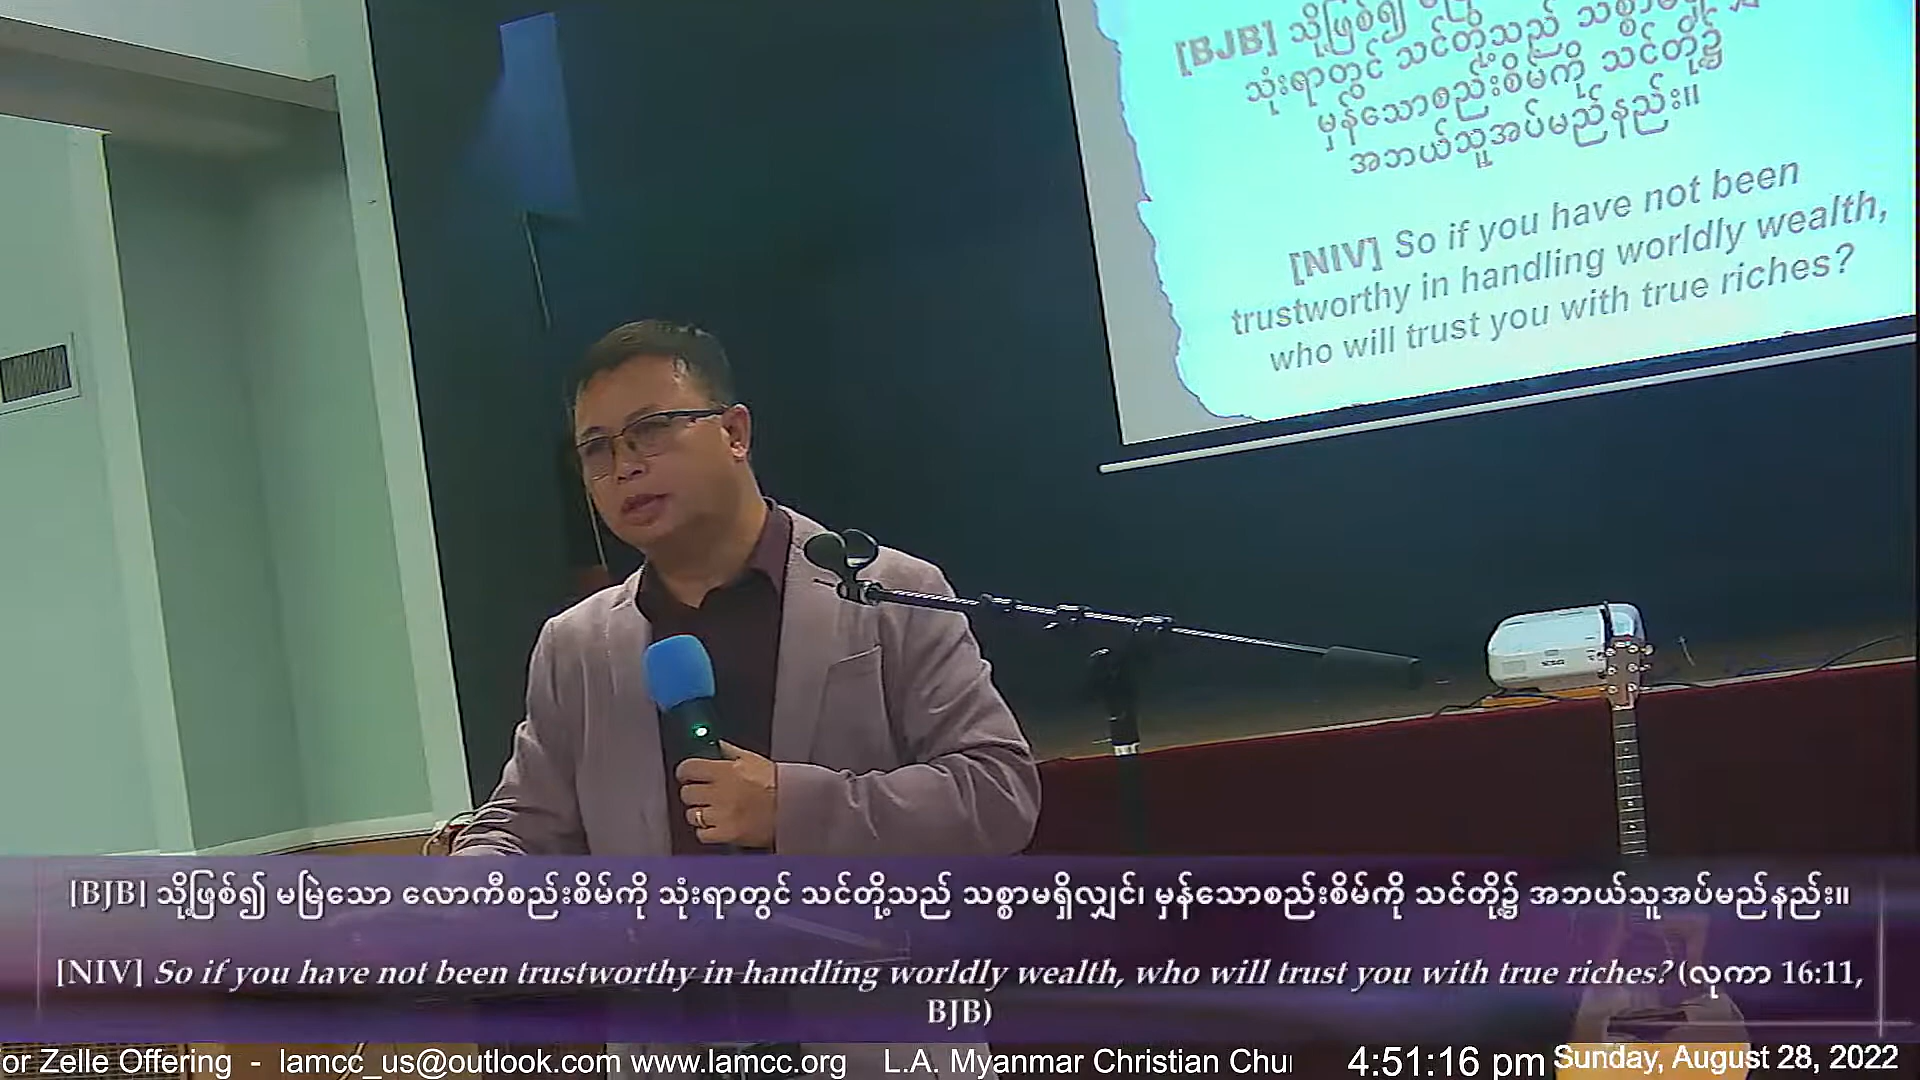 [BJB] သို့ဖြစ်၍
သုံးရာတွင် သင်တို့သည်
မှန်သောစည်းစိမ်ကို သင်တို့၌
အဘယ်သူအပ်မည်နည်း။
[NIV] So if you have not been
trustworthy in handling worldly wealth,
who will trust you with true riches?
[BJB] သို့ဖြစ်၍ မမြဲသော လောကီစည်းစိမ်ကို သုံးရာတွင် သင်တို့သည် သစ္စာမရှိလျှင်၊ မှန်သောစည်းစိမ်ကို သင်တို့၌ အဘယ်သူအပ်မည်နည်း။
[NIV] So if you have not been trustworthy in handling worldly wealth, who will trust you with true riches? (လုကာ 16:11,
BJB)
or Zelle Offering - lamcc_us@outlook.com www.lamcc.org L.A. Myanmar Christian Chu 4:51:16 pm Sunday, August 28, 2022